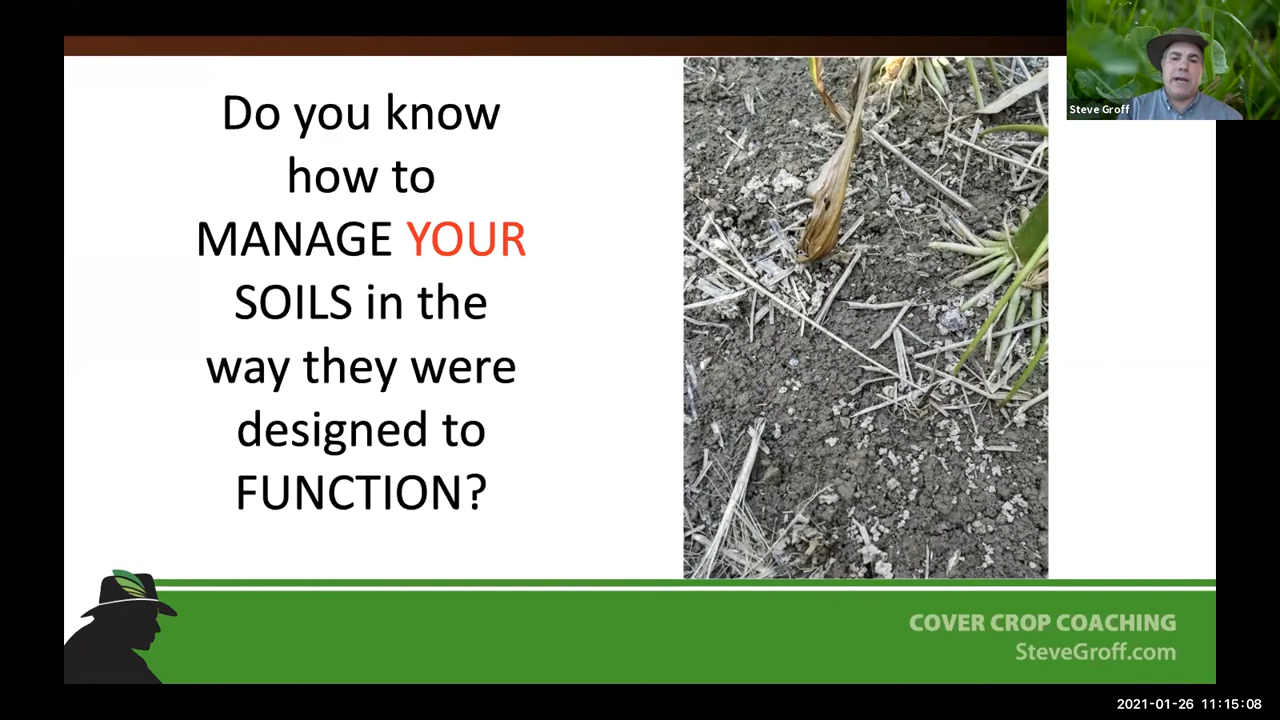 Do you know
how to
MANAGE YOUR
SOILS in the
way they were
designed to
FUNCTION?
Steve Groff
COVER CROP COACHING
SteveGroff.com
2021-01-26 11:15:08